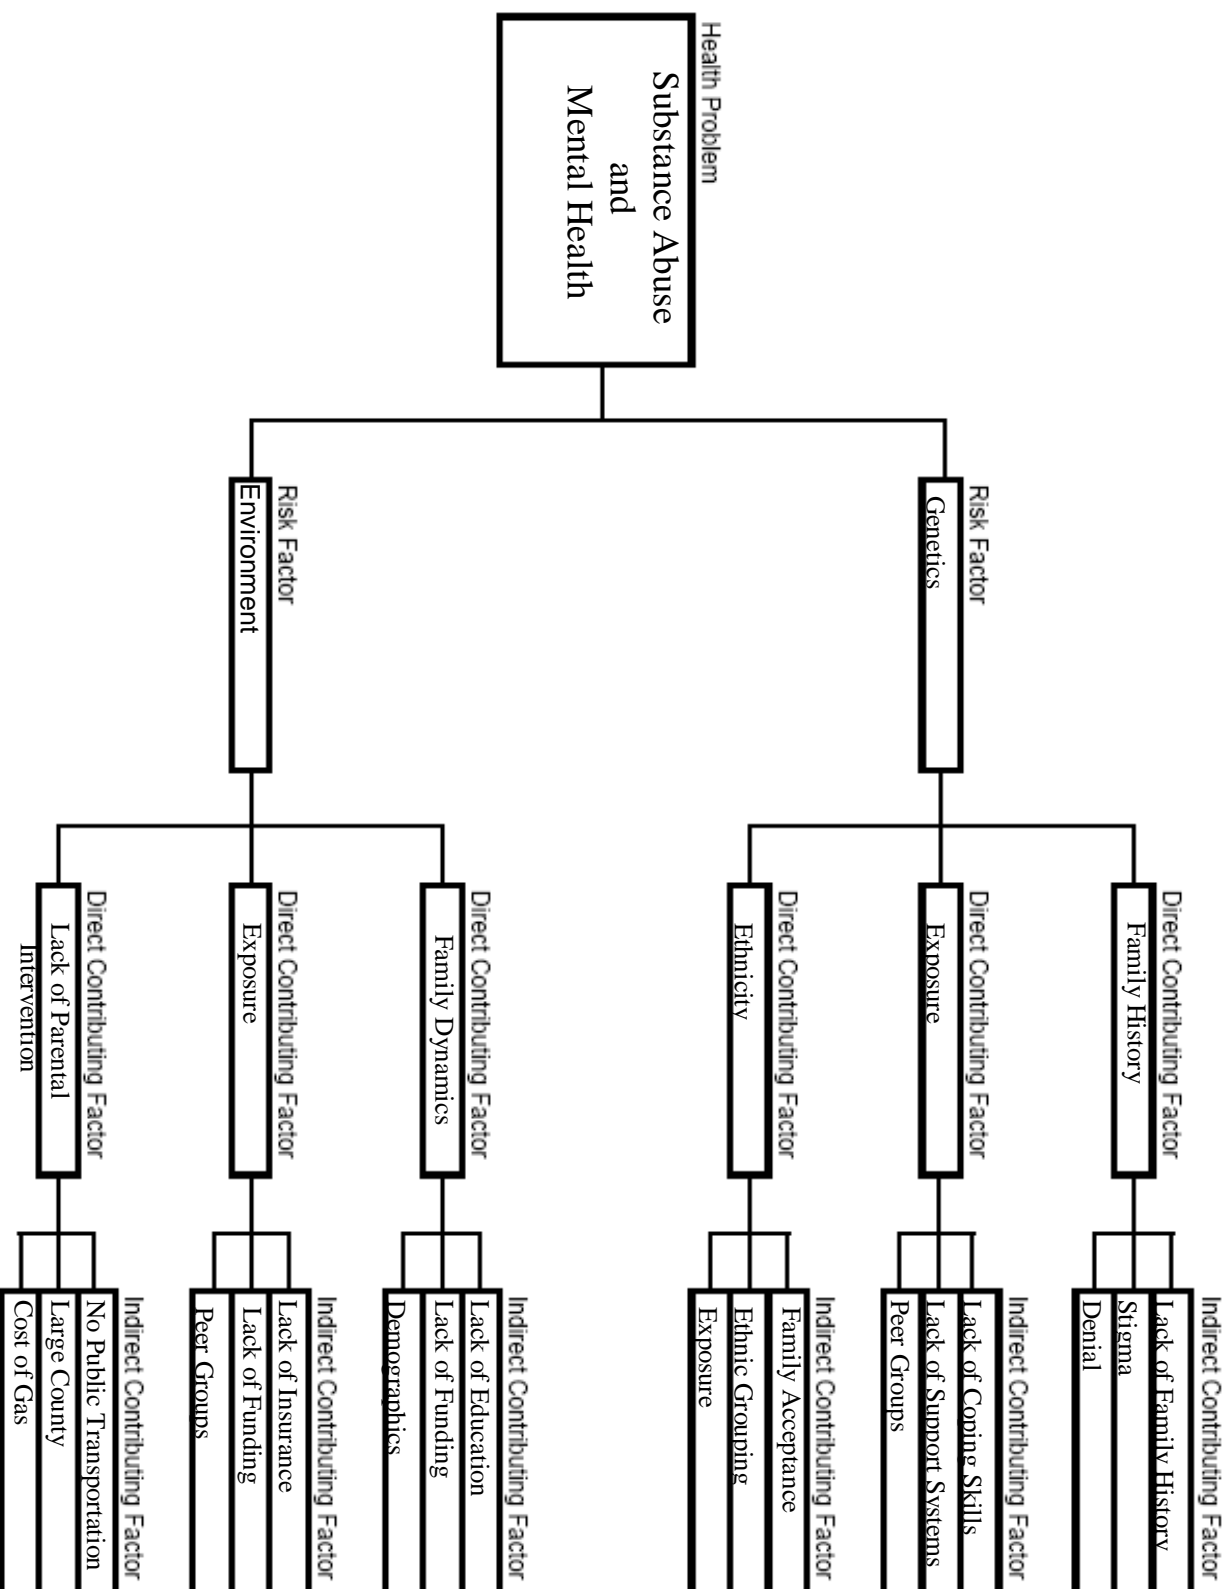 Health Problem
Substance Abuse
and
Mental Health
Risk Factor
Genetics
Direct Contributing Factor
Family History
Indirect Contributing Factor
Lack of Family History
Stigma
Denial
Direct Contributing Factor
Exposure
Indirect Contributing Factor
Lack of Coping Skills
Lack of Support Systems
Peer Groups
Direct Contributing Factor
Ethnicity
Indirect Contributing Factor
Family Acceptance
Ethnic Grouping
Exposure
Risk Factor
Environment
Direct Contributing Factor
Family Dynamics
Indirect Contributing Factor
Lack of Education
Lack of Funding
Demographics
Direct Contributing Factor
Exposure
Indirect Contributing Factor
Lack of Insurance
Lack of Funding
Peer Groups
Direct Contributing Factor
Lack of Parental
Intervention
Indirect Contributing Factor
No Public Transportation
Large County
Cost of Gas